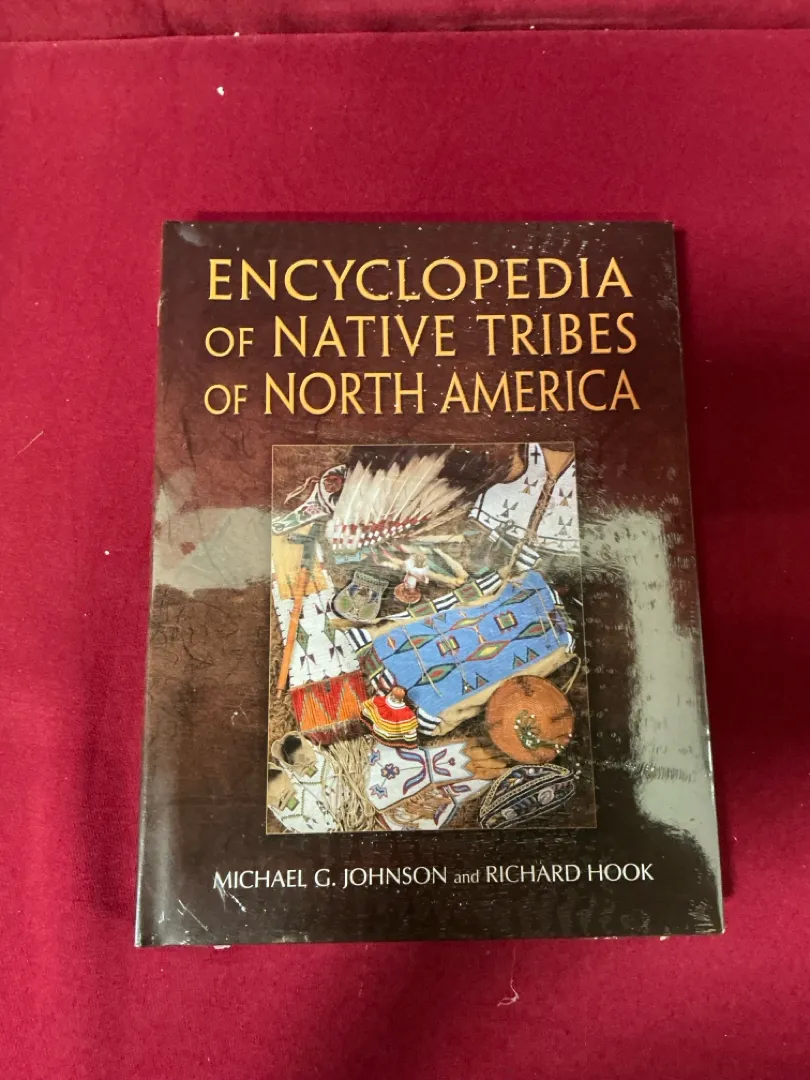 ENCYCLOPEDIA
OF NATIVE TRIBES
OF NORTH AMERICA
MICHAEL G. JOHNSON and RICHARD HOOK